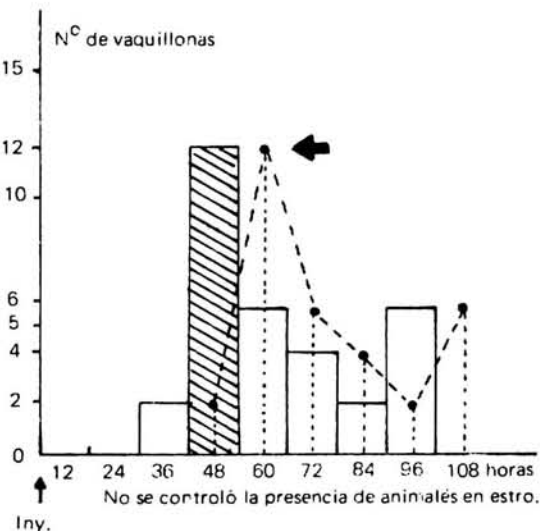 Nº de vaquillonas
15
12
10
6
5
4
2
0
12 24 36 48 60 72 84 96 108 horas
No se controló la presencia de animales en estro.
Iny.